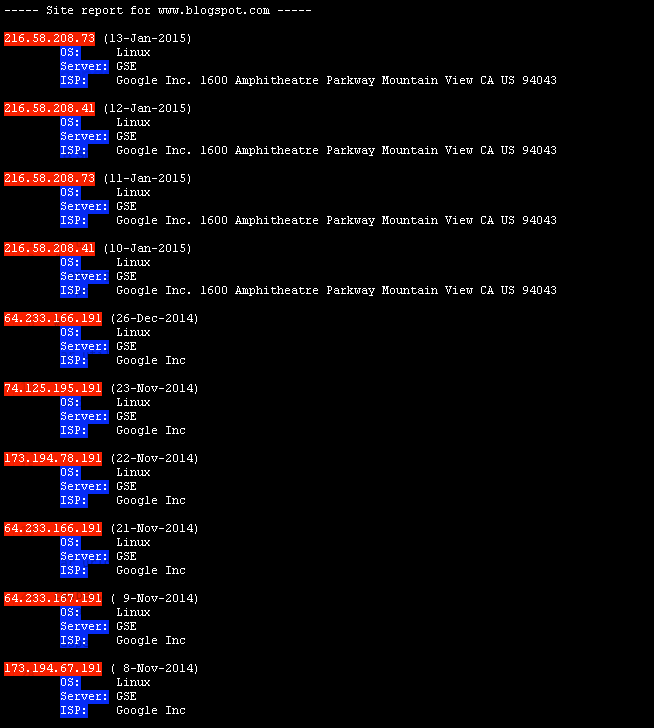 ----- Site report for www.blogspot.com -----
216.58.208.73 (13-Jan-2015)
OS: Linux
Server: GSE
ISP: Google Inc. 1600 Amphitheatre Parkway Mountain View CA US 94043
216.58.208.41 (12-Jan-2015)
OS: Linux
Server: GSE
ISP: Google Inc. 1600 Amphitheatre Parkway Mountain View CA US 94043
216.58.208.73 (11-Jan-2015)
OS: Linux
Server: GSE
ISP: Google Inc. 1600 Amphitheatre Parkway Mountain View CA US 94043
216.58.208.41 (10-Jan-2015)
OS: Linux
Server: GSE
ISP: Google Inc. 1600 Amphitheatre Parkway Mountain View CA US 94043
64.233.166.191 (26-Dec-2014)
OS: Linux
Server: GSE
ISP: Google Inc
74.125.195.191 (23-Nov-2014)
OS: Linux
Server: GSE
ISP: Google Inc
173.194.78.191 (22-Nov-2014)
OS: Linux
Server: GSE
ISP: Google Inc
64.233.166.191 (21-Nov-2014)
OS: Linux
Server: GSE
ISP: Google Inc
64.233.167.191 ( 9-Nov-2014)
OS: Linux
Server: GSE
ISP: Google Inc
173.194.67.191 ( 8-Nov-2014)
OS: Linux
Server: GSE
ISP: Google Inc